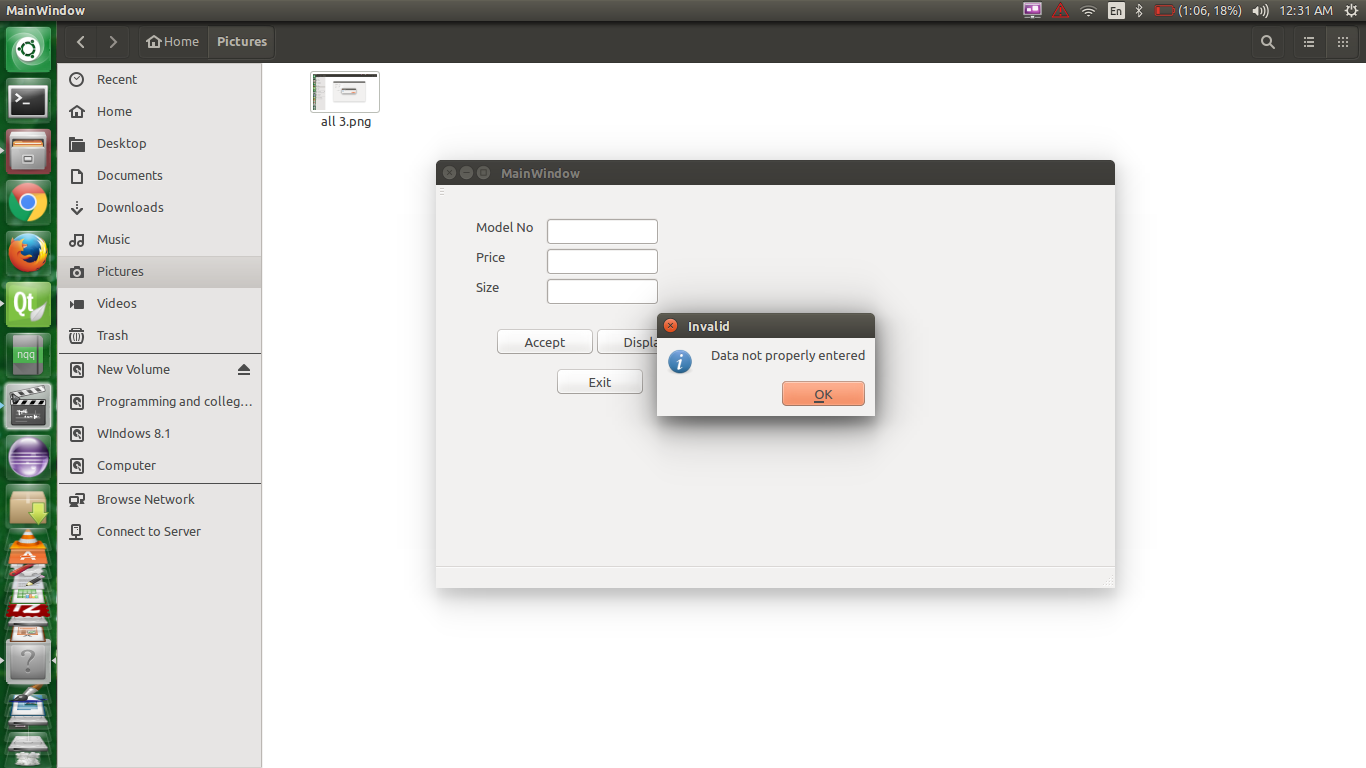 MainWindow
En
(1:06, 18%)
12:31 AM
Home
Pictures
Recent
Home
Desktop
Documents
Downloads
Music
Pictures
Videos
Trash
New Volume
Programming and colleg...
WIndows 8.1
Computer
Browse Network
Connect to Server
all 3.png
MainWindow
Model No
Price
Size
Accept
Displa
Exit
Invalid
Data not properly entered
OK
Qt
nqq